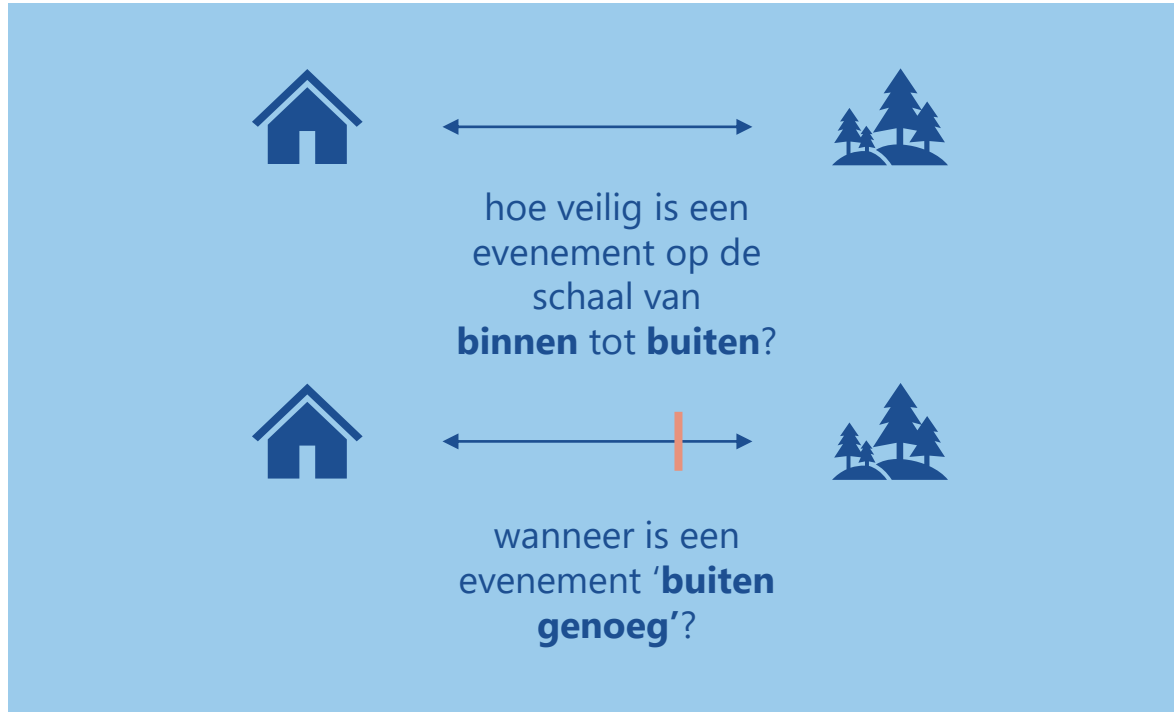 hoe veilig is een
evenement op de
schaal van
binnen tot buiten?
wanneer is een
evenement ‘buiten
genoeg’?